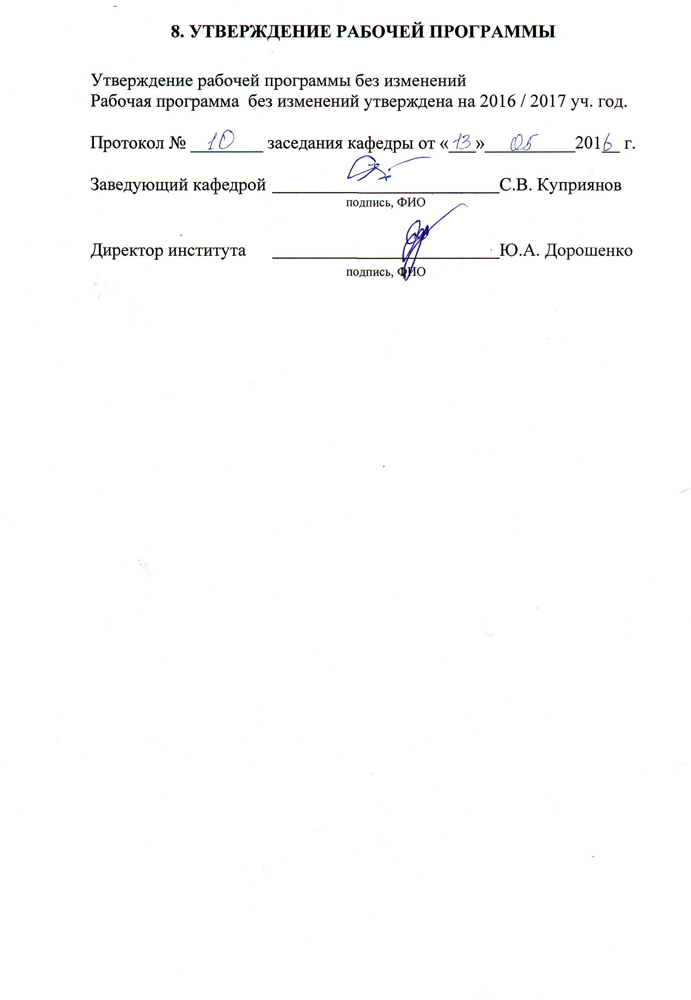 8. УТВЕРЖДЕНИЕ РАБОЧЕЙ ПРОГРАММЫ
Утверждение рабочей программы без изменений
Рабочая программа без изменений утверждена на 2016 / 2017 уч. год.
Протокол № 10 заседания кафедры от «13» 05 2016 г.
Заведующий кафедрой С.В. Куприянов
подпись, ФИО
Директор института Ю.А. Дорошенко
подпись, ФИО